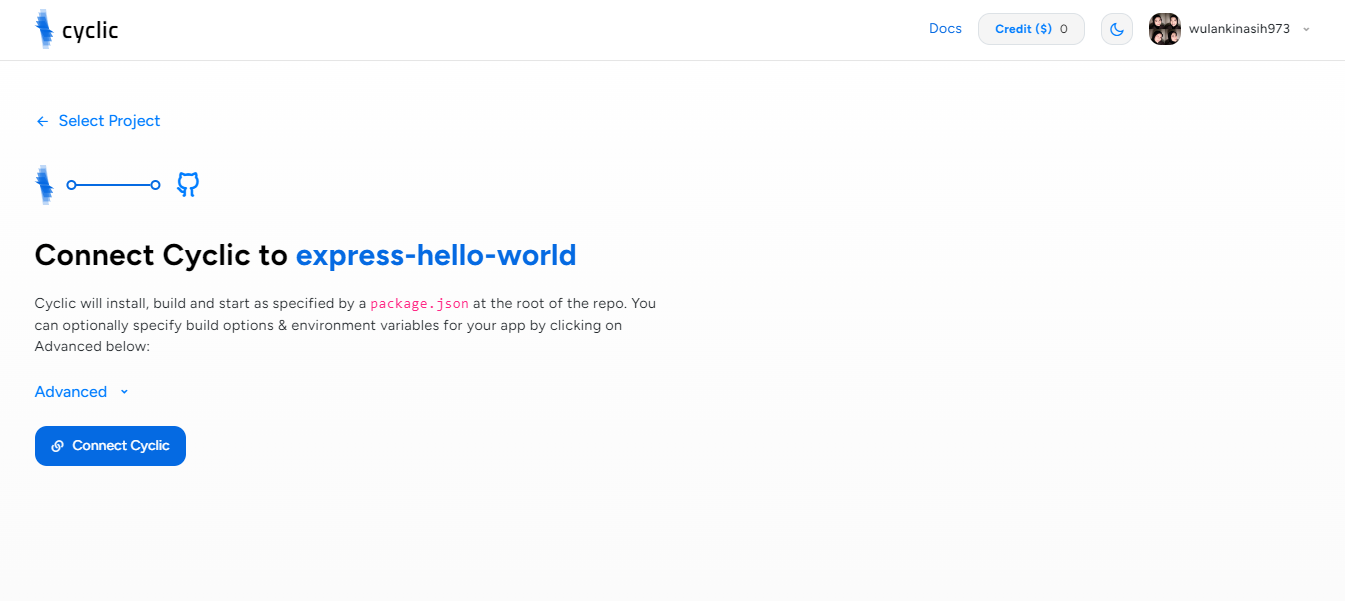 cyclic
Docs
Credit ($) 0
wulankinasih973
Select Project
Connect Cyclic to express-hello-world
Cyclic will install, build and start as specified by a package.json at the root of the repo. You
can optionally specify build options & environment variables for your app by clicking on
Advanced below:
Advanced
Connect Cyclic